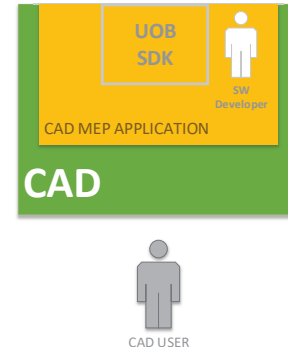 UOB
SDK
SW
Developer
CAD MEP APPLICATION
CAD
CAD USER